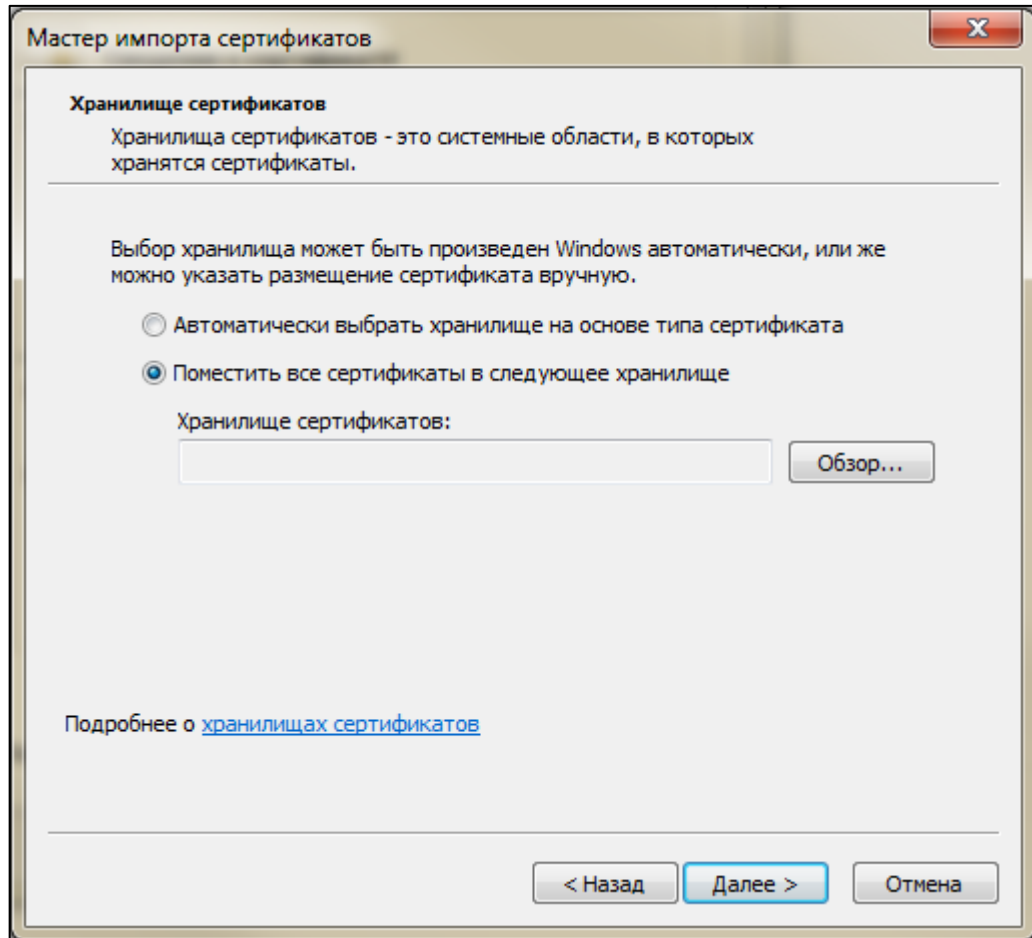 Мастер импорта сертификатов
Хранилище сертификатов
Хранилища сертификатов - это системные области, в которых
хранятся сертификаты.
Выбор хранилища может быть произведен Windows автоматически, или же
можно указать размещение сертификата вручную.
Автоматически выбрать хранилище на основе типа сертификата
Поместить все сертификаты в следующее хранилище
Хранилище сертификатов:
Обзор...
Подробнее о хранилищах сертификатов
< Назад
Далее >
Отмена